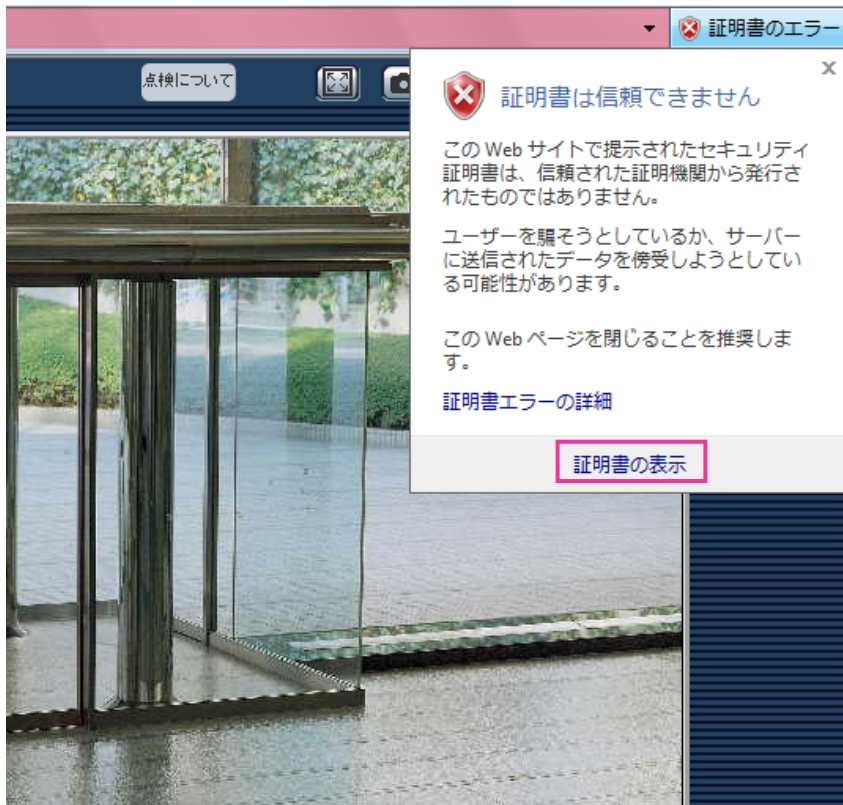 証明書のエラー
点検について
x
証明書は信頼できません
この Web サイトで提示されたセキュリティ
証明書は、信頼された証明機関から発行さ
れたものではありません。
ユーザーを騙そうとしているか、サーバー
に送信されたデータを傍受しようとしてい
る可能性があります。
この Web ページを閉じることを推奨しま
す。
証明書エラーの詳細
証明書の表示